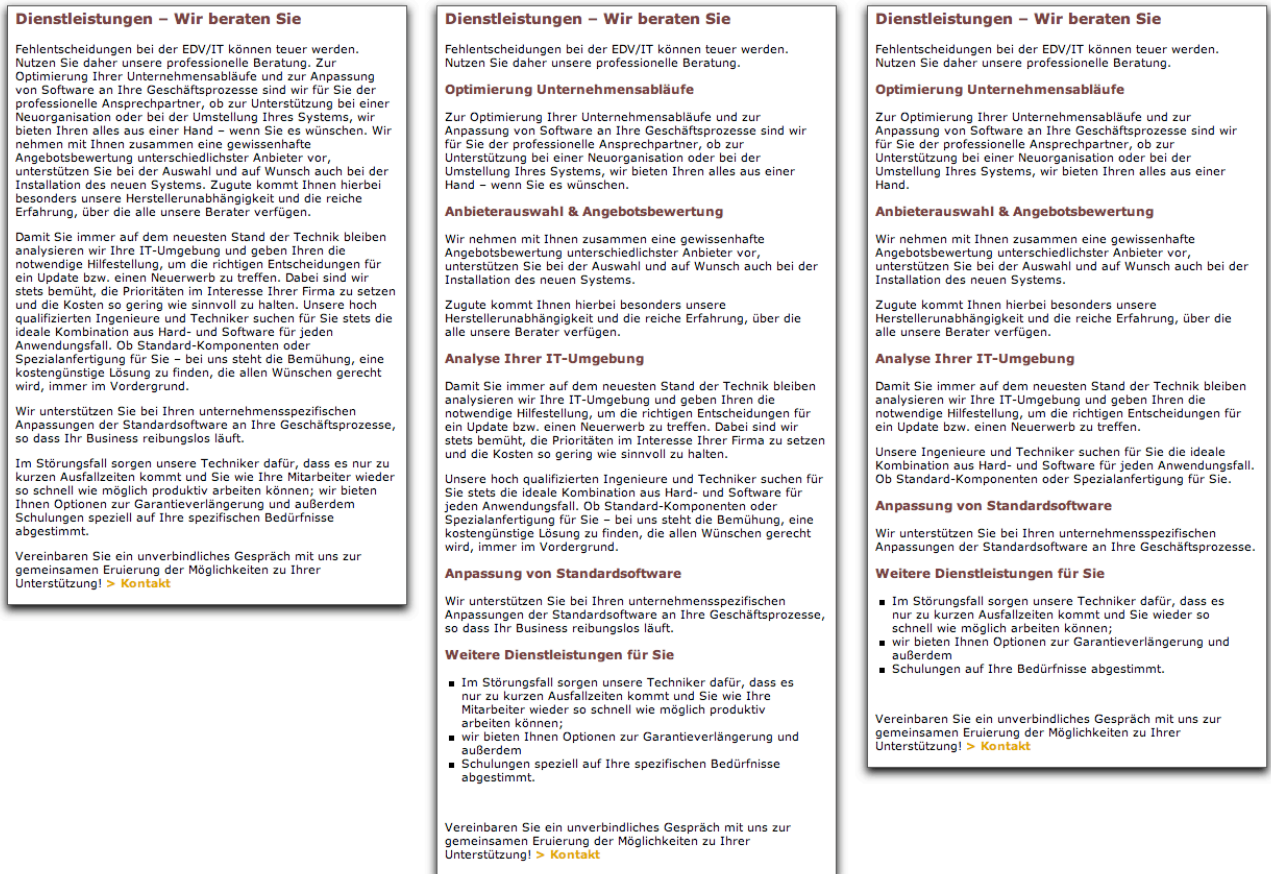 Dienstleistungen – Wir beraten Sie
Fehlentscheidungen bei der EDV/IT können teuer werden.
Nutzen Sie daher unsere professionelle Beratung. Zur
Optimierung Ihrer Unternehmensabläufe und zur Anpassung
von Software an Ihre Geschäftsprozesse sind wir für Sie der
professionelle Ansprechpartner, ob zur Unterstützung bei einer
Neuorganisation oder bei der Umstellung Ihres Systems, wir
bieten Ihren alles aus einer Hand – wenn Sie es wünschen. Wir
nehmen mit Ihnen zusammen eine gewissenhafte
Angebotsbewertung unterschiedlichster Anbieter vor,
unterstützen Sie bei der Auswahl und auf Wunsch auch bei der
Installation des neuen Systems. Zugute kommt Ihnen hierbei
besonders unsere Herstellerunabhängigkeit und die reiche
Erfahrung, über die alle unsere Berater verfügen.
Damit Sie immer auf dem neuesten Stand der Technik bleiben
analysieren wir Ihre IT-Umgebung und geben Ihren die
notwendige Hilfestellung, um die richtigen Entscheidungen für
ein Update bzw. einen Neuerwerb zu treffen. Dabei sind wir
stets bemüht, die Prioritäten im Interesse Ihrer Firma zu setzen
und die Kosten so gering wie sinnvoll zu halten. Unsere hoch
qualifizierten Ingenieure und Techniker suchen für Sie stets die
ideale Kombination aus Hard- und Software für jeden
Anwendungsfall. Ob Standard-Komponenten oder
Spezialanfertigung für Sie – bei uns steht die Bemühung, eine
kostengünstige Lösung zu finden, die allen Wünschen gerecht
wird, immer im Vordergrund.
Wir unterstützen Sie bei Ihren unternehmensspezifischen
Anpassungen der Standardsoftware an Ihre Geschäftsprozesse,
so dass Ihr Business reibungslos läuft.
Im Störungsfall sorgen unsere Techniker dafür, dass es nur zu
kurzen Ausfallzeiten kommt und Sie wie Ihre Mitarbeiter wieder
so schnell wie möglich produktiv arbeiten können; wir bieten
Ihnen Optionen zur Garantieverlängerung und außerdem
Schulungen speziell auf Ihre spezifischen Bedürfnisse
abgestimmt.
Vereinbaren Sie ein unverbindliches Gespräch mit uns zur
gemeinsamen Eruierung der Möglichkeiten zu Ihrer
Unterstützung! > Kontakt
Dienstleistungen – Wir beraten Sie
Fehlentscheidungen bei der EDV/IT können teuer werden.
Nutzen Sie daher unsere professionelle Beratung.
Optimierung Unternehmensabläufe
Zur Optimierung Ihrer Unternehmensabläufe und zur
Anpassung von Software an Ihre Geschäftsprozesse sind wir
für Sie der professionelle Ansprechpartner, ob zur
Unterstützung bei einer Neuorganisation oder bei der
Umstellung Ihres Systems, wir bieten Ihren alles aus einer
Hand – wenn Sie es wünschen.
Anbieterauswahl & Angebotsbewertung
Wir nehmen mit Ihnen zusammen eine gewissenhafte
Angebotsbewertung unterschiedlichster Anbieter vor,
unterstützen Sie bei der Auswahl und auf Wunsch auch bei der
Installation des neuen Systems.
Zugute kommt Ihnen hierbei besonders unsere
Herstellerunabhängigkeit und die reiche Erfahrung, über die
alle unsere Berater verfügen.
Analyse Ihrer IT-Umgebung
Damit Sie immer auf dem neuesten Stand der Technik bleiben
analysieren wir Ihre IT-Umgebung und geben Ihren die
notwendige Hilfestellung, um die richtigen Entscheidungen für
ein Update bzw. einen Neuerwerb zu treffen. Dabei sind wir
stets bemüht, die Prioritäten im Interesse Ihrer Firma zu setzen
und die Kosten so gering wie sinnvoll zu halten.
Unsere hoch qualifizierten Ingenieure und Techniker suchen für
Sie stets die ideale Kombination aus Hard- und Software für
jeden Anwendungsfall. Ob Standard-Komponenten oder
Spezialanfertigung für Sie – bei uns steht die Bemühung, eine
kostengünstige Lösung zu finden, die allen Wünschen gerecht
wird, immer im Vordergrund.
Anpassung von Standardsoftware
Wir unterstützen Sie bei Ihren unternehmensspezifischen
Anpassungen der Standardsoftware an Ihre Geschäftsprozesse,
so dass Ihr Business reibungslos läuft.
Weitere Dienstleistungen für Sie
▪ Im Störungsfall sorgen unsere Techniker dafür, dass es
nur zu kurzen Ausfallzeiten kommt und Sie wie Ihre
Mitarbeiter wieder so schnell wie möglich produktiv
arbeiten können;
▪ wir bieten Ihnen Optionen zur Garantieverlängerung und
außerdem
▪ Schulungen speziell auf Ihre spezifischen Bedürfnisse
abgestimmt.
Vereinbaren Sie ein unverbindliches Gespräch mit uns zur
gemeinsamen Eruierung der Möglichkeiten zu Ihrer
Unterstützung! > Kontakt
Dienstleistungen – Wir beraten Sie
Fehlentscheidungen bei der EDV/IT können teuer werden.
Nutzen Sie daher unsere professionelle Beratung.
Optimierung Unternehmensabläufe
Zur Optimierung Ihrer Unternehmensabläufe und zur
Anpassung von Software an Ihre Geschäftsprozesse sind wir
für Sie der professionelle Ansprechpartner, ob zur
Unterstützung bei einer Neuorganisation oder bei der
Umstellung Ihres Systems, wir bieten Ihren alles aus einer
Hand.
Anbieterauswahl & Angebotsbewertung
Wir nehmen mit Ihnen zusammen eine gewissenhafte
Angebotsbewertung unterschiedlichster Anbieter vor,
unterstützen Sie bei der Auswahl und auf Wunsch auch bei der
Installation des neuen Systems.
Zugute kommt Ihnen hierbei besonders unsere
Herstellerunabhängigkeit und die reiche Erfahrung, über die
alle unsere Berater verfügen.
Analyse Ihrer IT-Umgebung
Damit Sie immer auf dem neuesten Stand der Technik bleiben
analysieren wir Ihre IT-Umgebung und geben Ihren die
notwendige Hilfestellung, um die richtigen Entscheidungen für
ein Update bzw. einen Neuerwerb zu treffen.
Unsere Ingenieure und Techniker suchen für Sie die ideale
Kombination aus Hard- und Software für jeden Anwendungsfall.
Ob Standard-Komponenten oder Spezialanfertigung für Sie.
Anpassung von Standardsoftware
Wir unterstützen Sie bei Ihren unternehmensspezifischen
Anpassungen der Standardsoftware an Ihre Geschäftsprozesse.
Weitere Dienstleistungen für Sie
▪ Im Störungsfall sorgen unsere Techniker dafür, dass es
nur zu kurzen Ausfallzeiten kommt und Sie wieder so
schnell wie möglich arbeiten können;
▪ wir bieten Ihnen Optionen zur Garantieverlängerung und
außerdem
▪ Schulungen auf Ihre Bedürfnisse abgestimmt.
Vereinbaren Sie ein unverbindliches Gespräch mit uns zur
gemeinsamen Eruierung der Möglichkeiten zu Ihrer
Unterstützung! > Kontakt